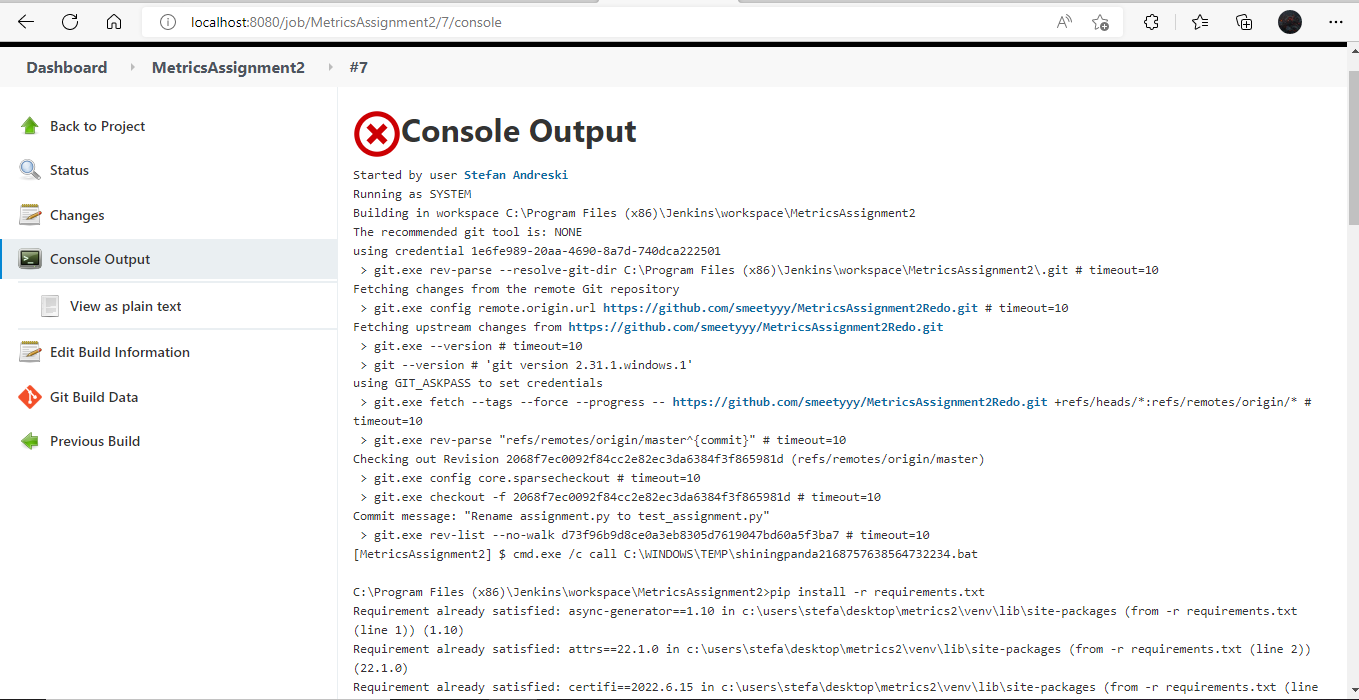 localhost:8080/job/MetricsAssignment2/7/console
Dashboard
MetricsAssignment2
#7
Back to Project
Status
Changes
Console Output
View as plain text
Edit Build Information
Git Build Data
Previous Build
Console Output
Started by user Stefan Andreski
Running as SYSTEM
Building in workspace C:\Program Files (x86)\Jenkins\workspace\MetricsAssignment2
The recommended git tool is: NONE
using credential 1e6fe989-20aa-4690-8a7d-740dca222501
> git.exe rev-parse --resolve-git-dir C:\Program Files (x86)\Jenkins\workspace\MetricsAssignment2\.git # timeout=10
Fetching changes from the remote Git repository
> git.exe config remote.origin.url https://github.com/smeetyyy/MetricsAssignment2Redo.git # timeout=10
Fetching upstream changes from https://github.com/smeetyyy/MetricsAssignment2Redo.git
> git.exe --version # timeout=10
> git --version # 'git version 2.31.1.windows.1'
using GIT_ASKPASS to set credentials
> git.exe fetch --tags --force --progress -- https://github.com/smeetyyy/MetricsAssignment2Redo.git +refs/heads/*:refs/remotes/origin/* #
timeout=10
> git.exe rev-parse "refs/remotes/origin/master^{commit}" # timeout=10
Checking out Revision 2068f7ec0092f84cc2e82ec3da6384f3f865981d (refs/remotes/origin/master)
> git.exe config core.sparsecheckout # timeout=10
> git.exe checkout -f 2068f7ec0092f84cc2e82ec3da6384f3f865981d # timeout=10
Commit message: "Rename assignment.py to test_assignment.py"
> git.exe rev-list --no-walk d73f96b9d8ce0a3eb8305d7619047bd60a5f3ba7 # timeout=10
[MetricsAssignment2] $ cmd.exe /c call C:\WINDOWS\TEMP\shiningpanda2168757638564732234.bat
C:\Program Files (x86)\Jenkins\workspace\MetricsAssignment2>pip install -r requirements.txt
Requirement already satisfied: async-generator==1.10 in c:\users\stefa\desktop\metrics2\venv\lib\site-packages (from -r requirements.txt
(line 1)) (1.10)
Requirement already satisfied: attrs==22.1.0 in c:\users\stefa\desktop\metrics2\venv\lib\site-packages (from -r requirements.txt (line 2))
(22.1.0)
Requirement already satisfied: certifi==2022.6.15 in c:\users\stefa\desktop\metrics2\venv\lib\site-packages (from -r requirements.txt (line